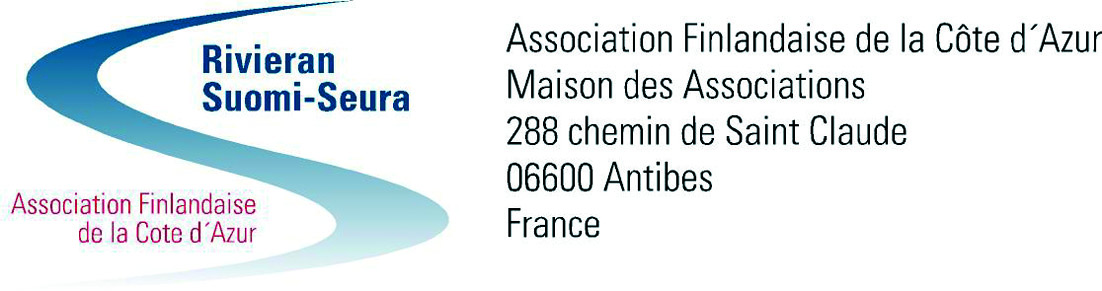 Rivieran
Suomi-Seura
Association Finlandaise
de la Cote d´Azur
Association Finlandaise de la Côte d´Azur
Maison des Associations
288 chemin de Saint Claude
06600 Antibes
France